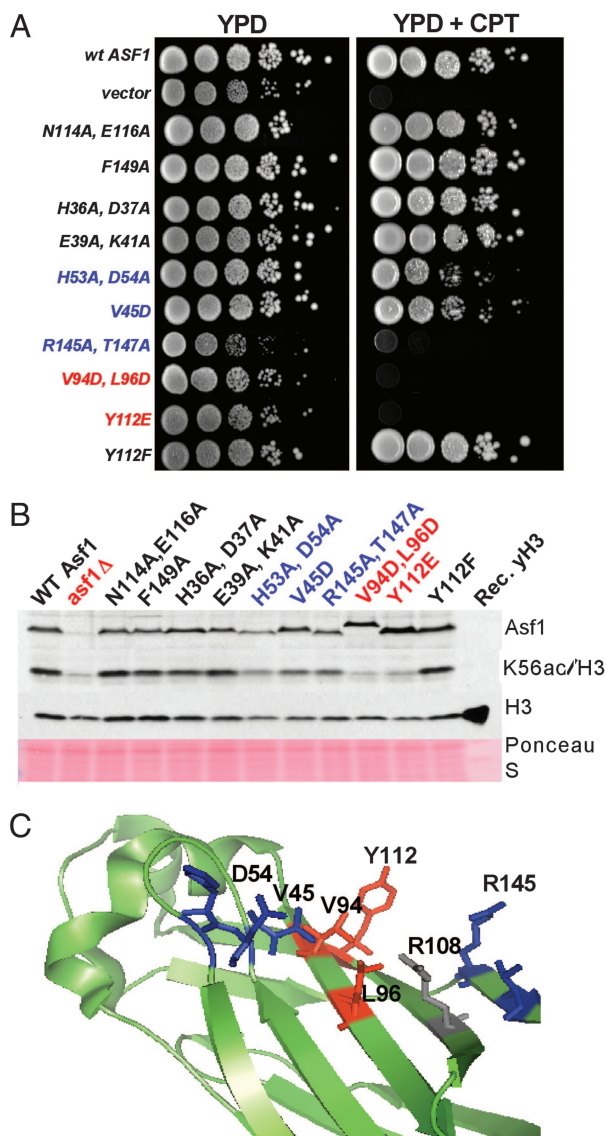 A
YPD
YPD + CPT
wt ASF1
vector
N114A, E116A
F149A
H36A, D37A
E39A, K41A
H53A, D54A
V45D
R145A, T147A
V94D, L96D
Y112E
Y112F
B
WT Asf1
asf1Δ
N114A,E116A
F149A
H36A, D37A
E39A, K41A
H53A, D54A
V45D
R145A,T147A
V94D,L96D
Y112E
Y112F
Rec. yH3
Asf1
K56ac/H3
H3
Ponceau
S
C
D54
V45
V94
Y112
R145
R108
L96